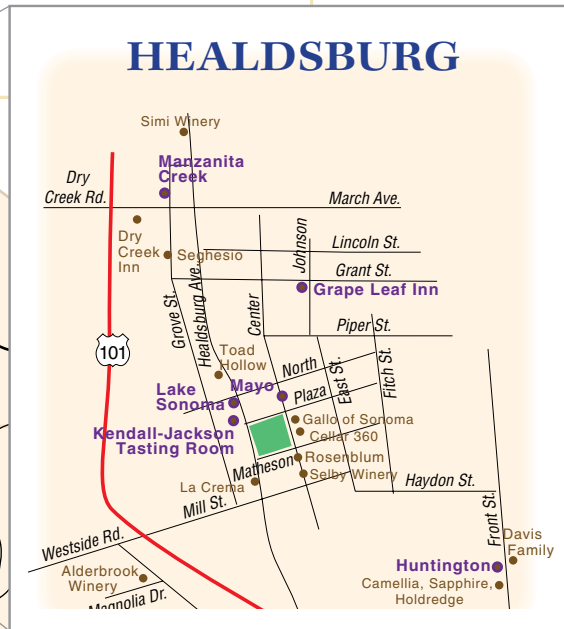 HEALDSBURG
Simi Winery
Manzanita
Creek
Dry
Creek Rd.
March Ave.
Dry
Creek
Inn
Seghesio
Johnson
Lincoln St.
Grant St.
Grape Leaf Inn
Grove St.
Healdsburg Ave.
Center
Piper St.
101
Toad
Hollow
North
East St.
Fitch St.
Lake
Sonoma
Mayo
Plaza
Kendall-Jackson
Tasting Room
Gallo of Sonoma
Cellar 360
Matheson
Rosenblum
Selby Winery
La Crema
Mill St.
Haydon St.
Front St.
Westside Rd.
Davis
Family
Alderbrook
Winery
Huntington
Camellia, Sapphire,
Holdredge
Magnolia Dr.